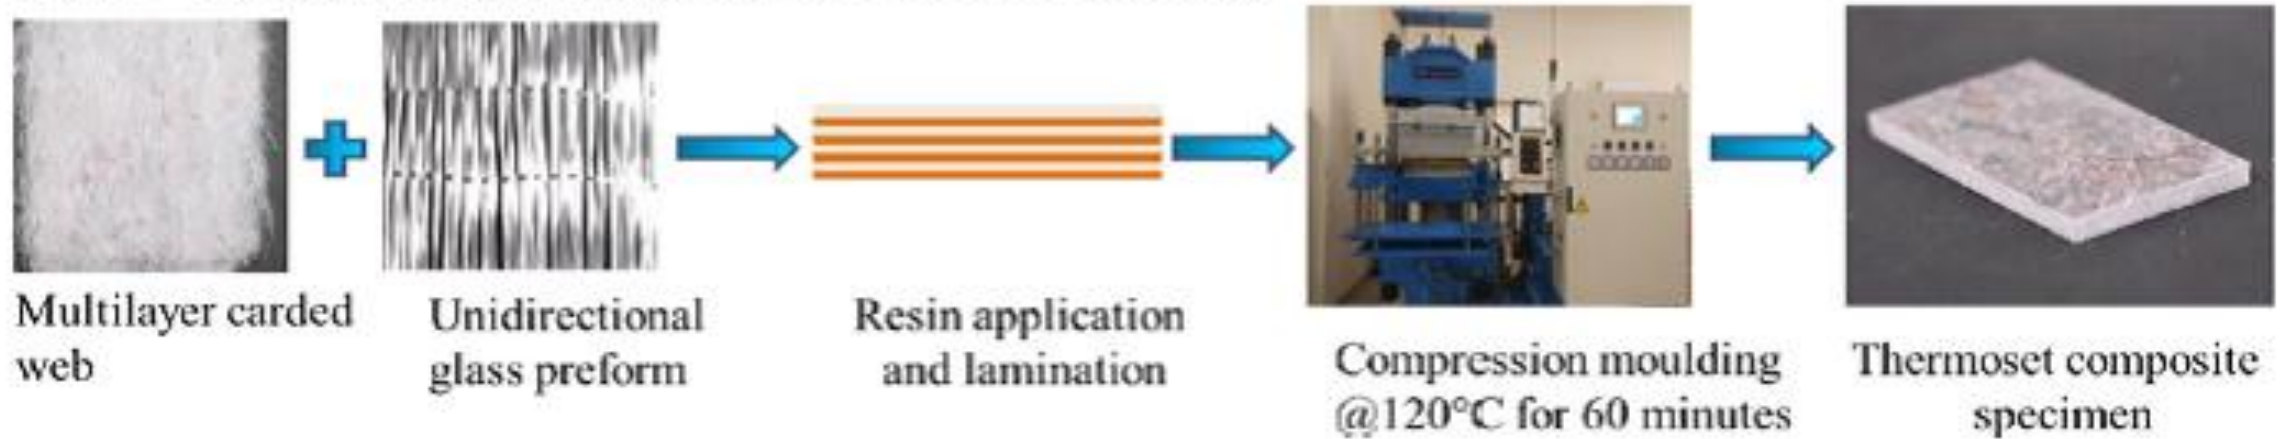 Multilayer carded
web
Unidirectional
glass preform
Resin application
and lamination
Compression moulding
@120°C for 60 minutes
Thermoset composite
specimen